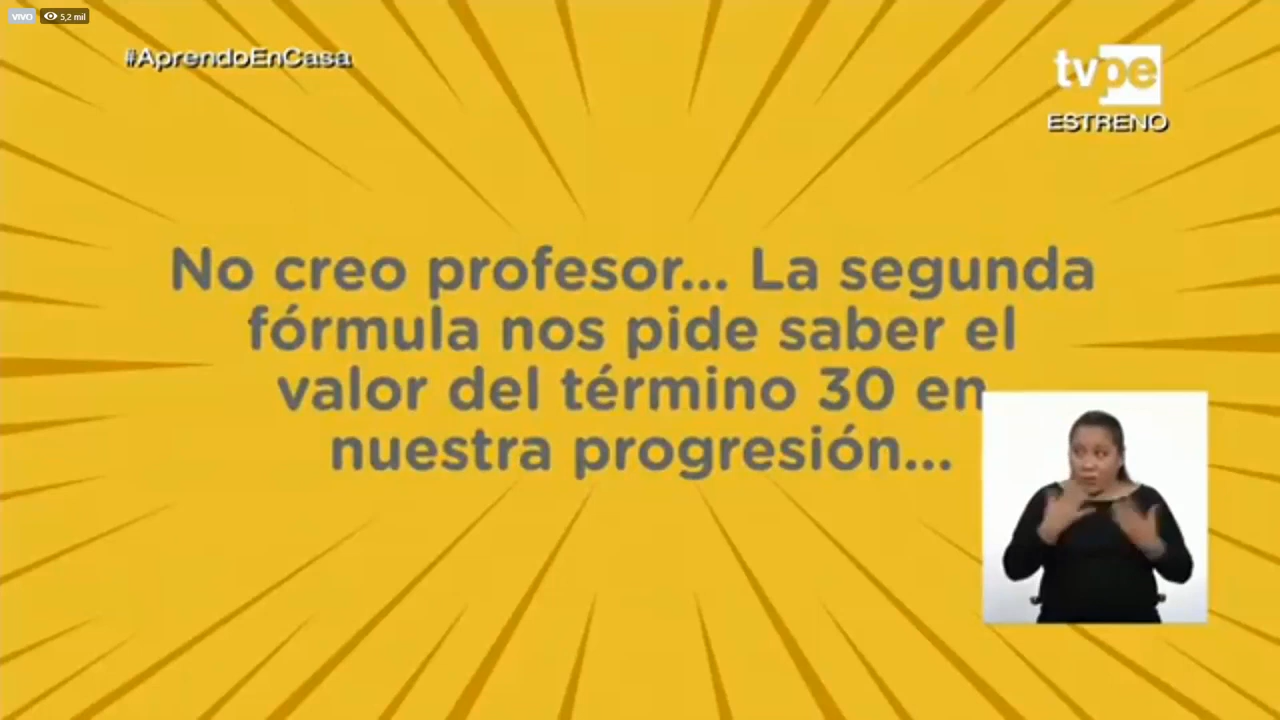 VIVO 5,2 mil
#AprendoEnCasa
tvpe
ESTRENO
No creo profesor... La segunda
fórmula nos pide saber el
valor del término 30 en
nuestra progresión...